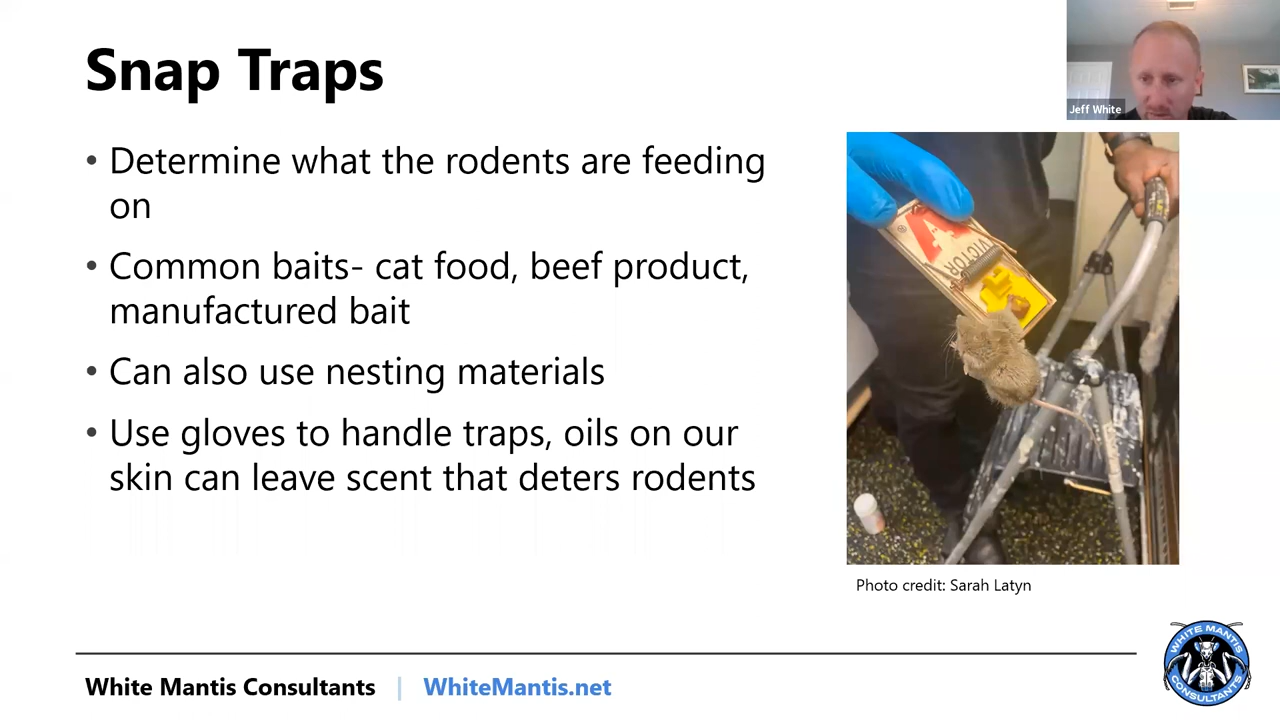 Snap Traps
Jeff White
• Determine what the rodents are feeding
on
• Common baits- cat food, beef product,
manufactured bait
• Can also use nesting materials
• Use gloves to handle traps, oils on our
skin can leave scent that deters rodents
VICTOR
Photo credit: Sarah Latyn
White Mantis Consultants | WhiteMantis.net
WHITE MANTIS
CONSULTANTS